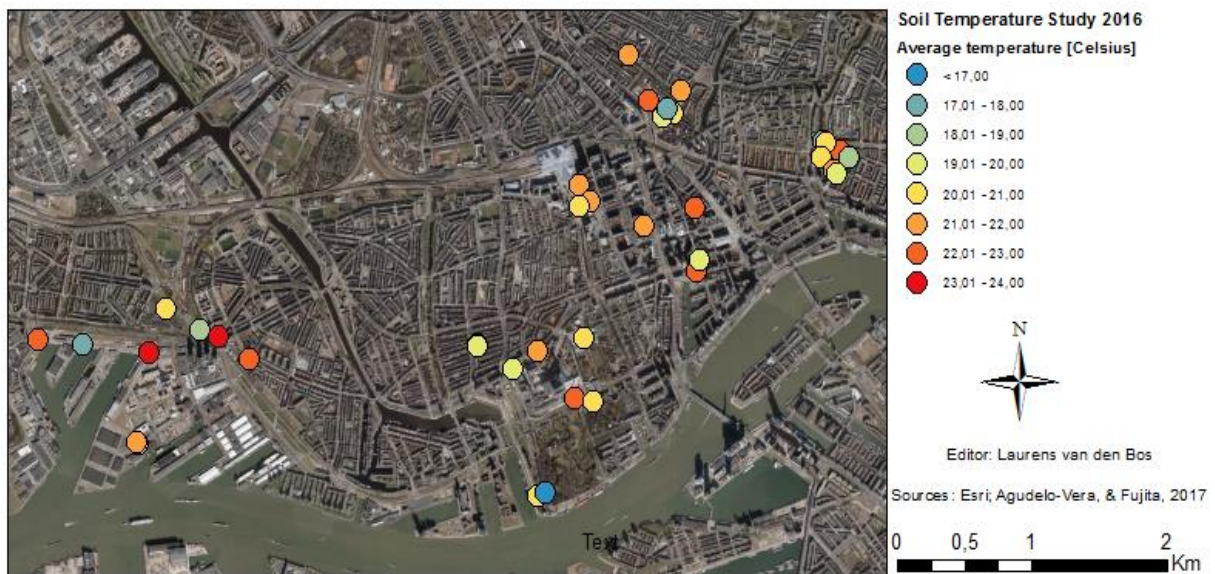 Soil Temperature Study 2016
Average temperature [Celsius]
< 17,00
17,01 - 18,00
18,01 - 19,00
19,01 - 20,00
20,01 - 21,00
21,01 - 22,00
22,01 - 23,00
23,01 - 24,00
N
Editor: Laurens van den Bos
Sources: Esri; Agudelo-Vera, & Fujita, 2017
0 0,5 1 2
Km
Text